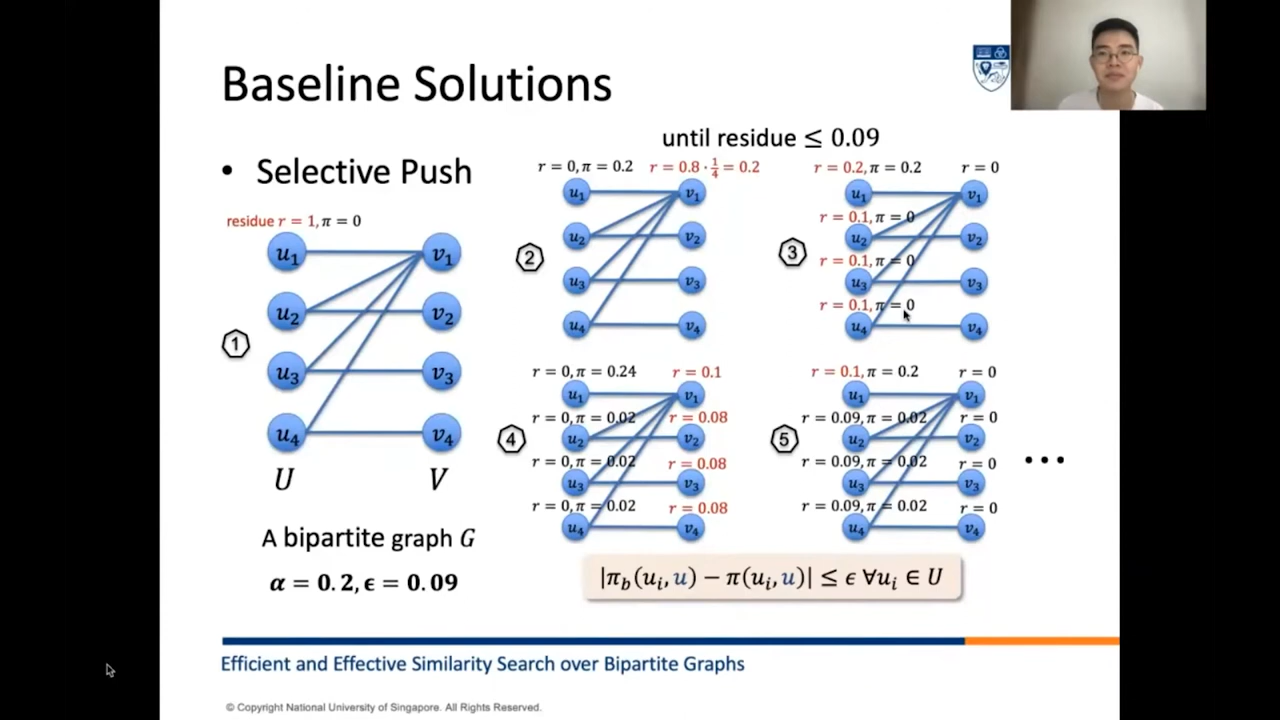 Baseline Solutions
• Selective Push
until residue ≤ 0.09
residue r = 1, π = 0
u₁ v₁
u₂ v₂
u₃ v₃
u₄ v₄
U V
1
A bipartite graph G
α = 0.2, ϵ = 0.09
r = 0, π = 0.2 r = 0.8 · 1/4 = 0.2
u₁ v₁
u₂ v₂
2
u₃ v₃
u₄ v₄
r = 0.2, π = 0.2 r = 0
u₁ v₁
r = 0.1, π = 0
u₂ v₂
3
r = 0.1, π = 0
u₃ v₃
r = 0.1, π = 0
u₄ v₄
r = 0, π = 0.24 r = 0.1
u₁ v₁
r = 0, π = 0.02 r = 0.08
4 u₂ v₂
r = 0, π = 0.02 r = 0.08
u₃ v₃
r = 0, π = 0.02 r = 0.08
u₄ v₄
r = 0.1, π = 0.2 r = 0
u₁ v₁
r = 0.09, π = 0.02 r = 0
5 u₂ v₂
r = 0.09, π = 0.02 r = 0
u₃ v₃
r = 0.09, π = 0.02 r = 0
u₄ v₄
...
|π_b(uᵢ, u) − π(uᵢ, u)| ≤ ϵ ∀uᵢ ∈ U
Efficient and Effective Similarity Search over Bipartite Graphs
© Copyright National University of Singapore. All Rights Reserved.